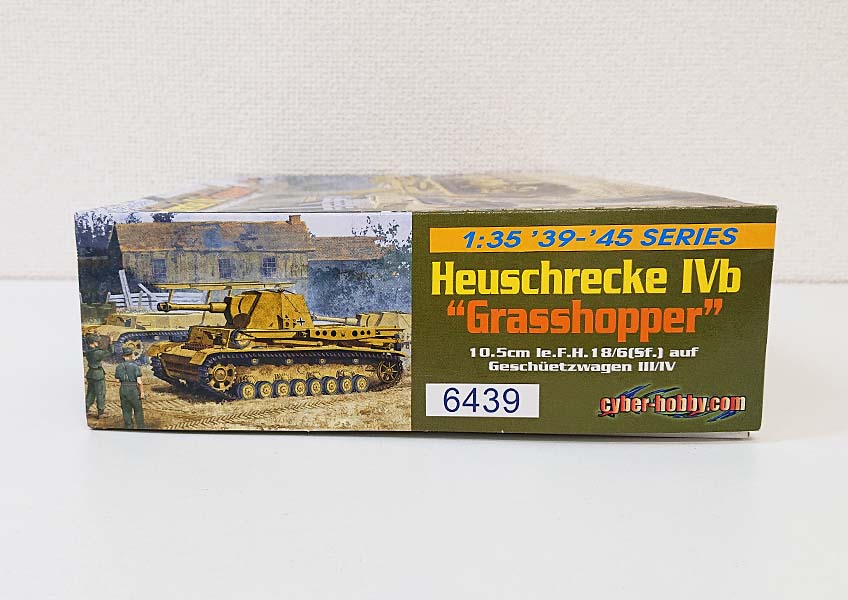 1:35 '39-'45 SERIES
Heuschrecke IVb
"Grasshopper"
10.5cm le.F.H.18/6(Sf.) auf
Geschüetzwagen III/IV
6439
cyber-hobby.com